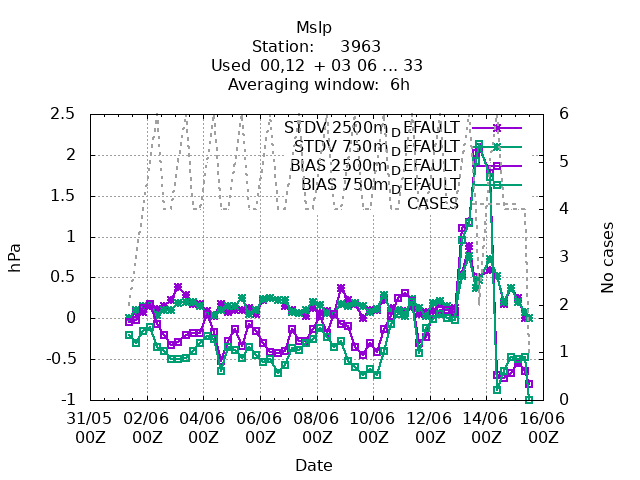 Mslp
Station: 3963
Used 00,12 + 03 06 ... 33
Averaging window: 6h
2.5
2
1.5
1
0.5
0
-0.5
-1
hPa
6
5
4
3
2
1
0
No cases
STDV 2500m_DEFAULT
STDV 750m_DEFAULT
BIAS 2500m_DEFAULT
BIAS 750m_DEFAULT
CASES
31/05 02/06 04/06 06/06 08/06 10/06 12/06 14/06 16/06
00Z 00Z 00Z 00Z 00Z 00Z 00Z 00Z 00Z
Date